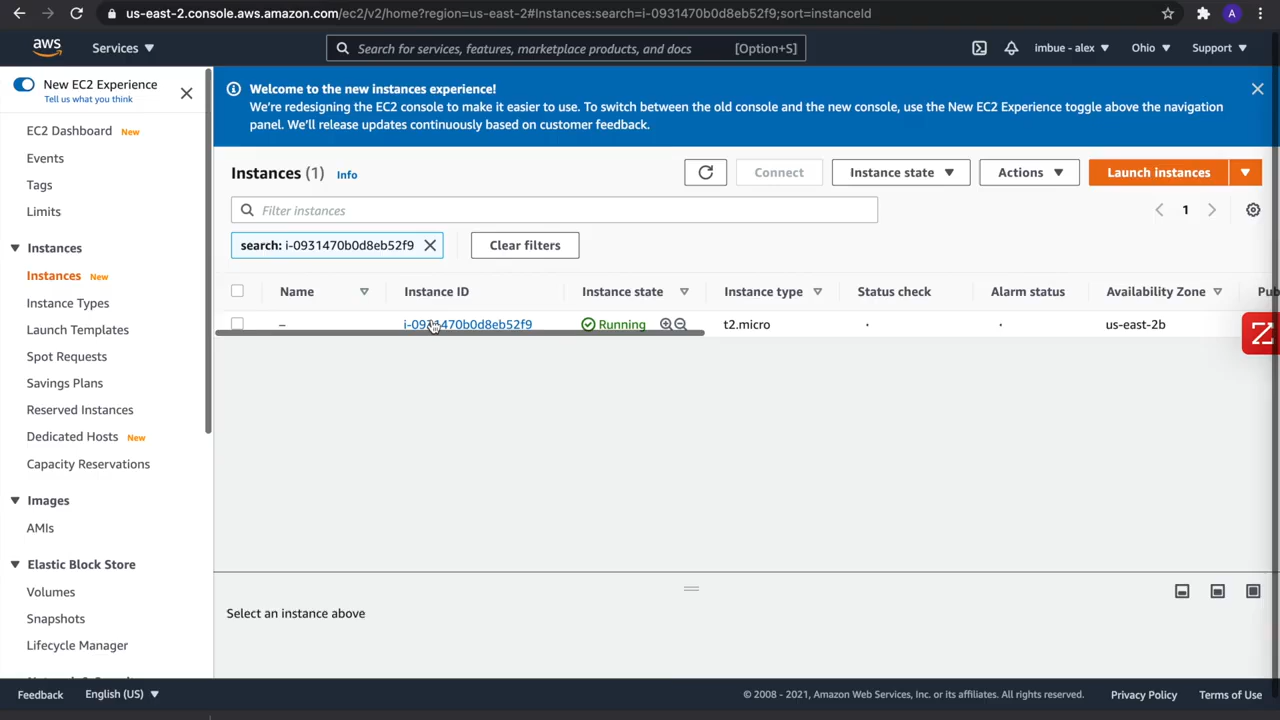 us-east-2.console.aws.amazon.com/ec2/v2/home?region=us-east-2#Instances:search=i-0931470b0d8eb52f9;sort=instanceId
A
aws
Services
Search for services, features, marketplace products, and docs
[Option+S]
imbue - alex
Ohio
Support
New EC2 Experience
Tell us what you think
EC2 Dashboard New
Events
Tags
Limits
Instances
Instances New
Instance Types
Launch Templates
Spot Requests
Savings Plans
Reserved Instances
Dedicated Hosts New
Capacity Reservations
Images
AMIs
Elastic Block Store
Volumes
Snapshots
Lifecycle Manager
Welcome to the new instances experience!
We're redesigning the EC2 console to make it easier to use. To switch between the old console and the new console, use the New EC2 Experience toggle above the navigation
panel. We'll release updates continuously based on customer feedback.
Instances (1) Info
Connect
Instance state
Actions
Launch instances
Filter instances
1
search: i-0931470b0d8eb52f9
Clear filters
Name
Instance ID
Instance state
Instance type
Status check
Alarm status
Availability Zone
Pub
–
i-0931470b0d8eb52f9
Running
t2.micro
us-east-2b
Select an instance above
Feedback
English (US)
© 2008 - 2021, Amazon Web Services, Inc. or its affiliates. All rights reserved.
Privacy Policy
Terms of Use